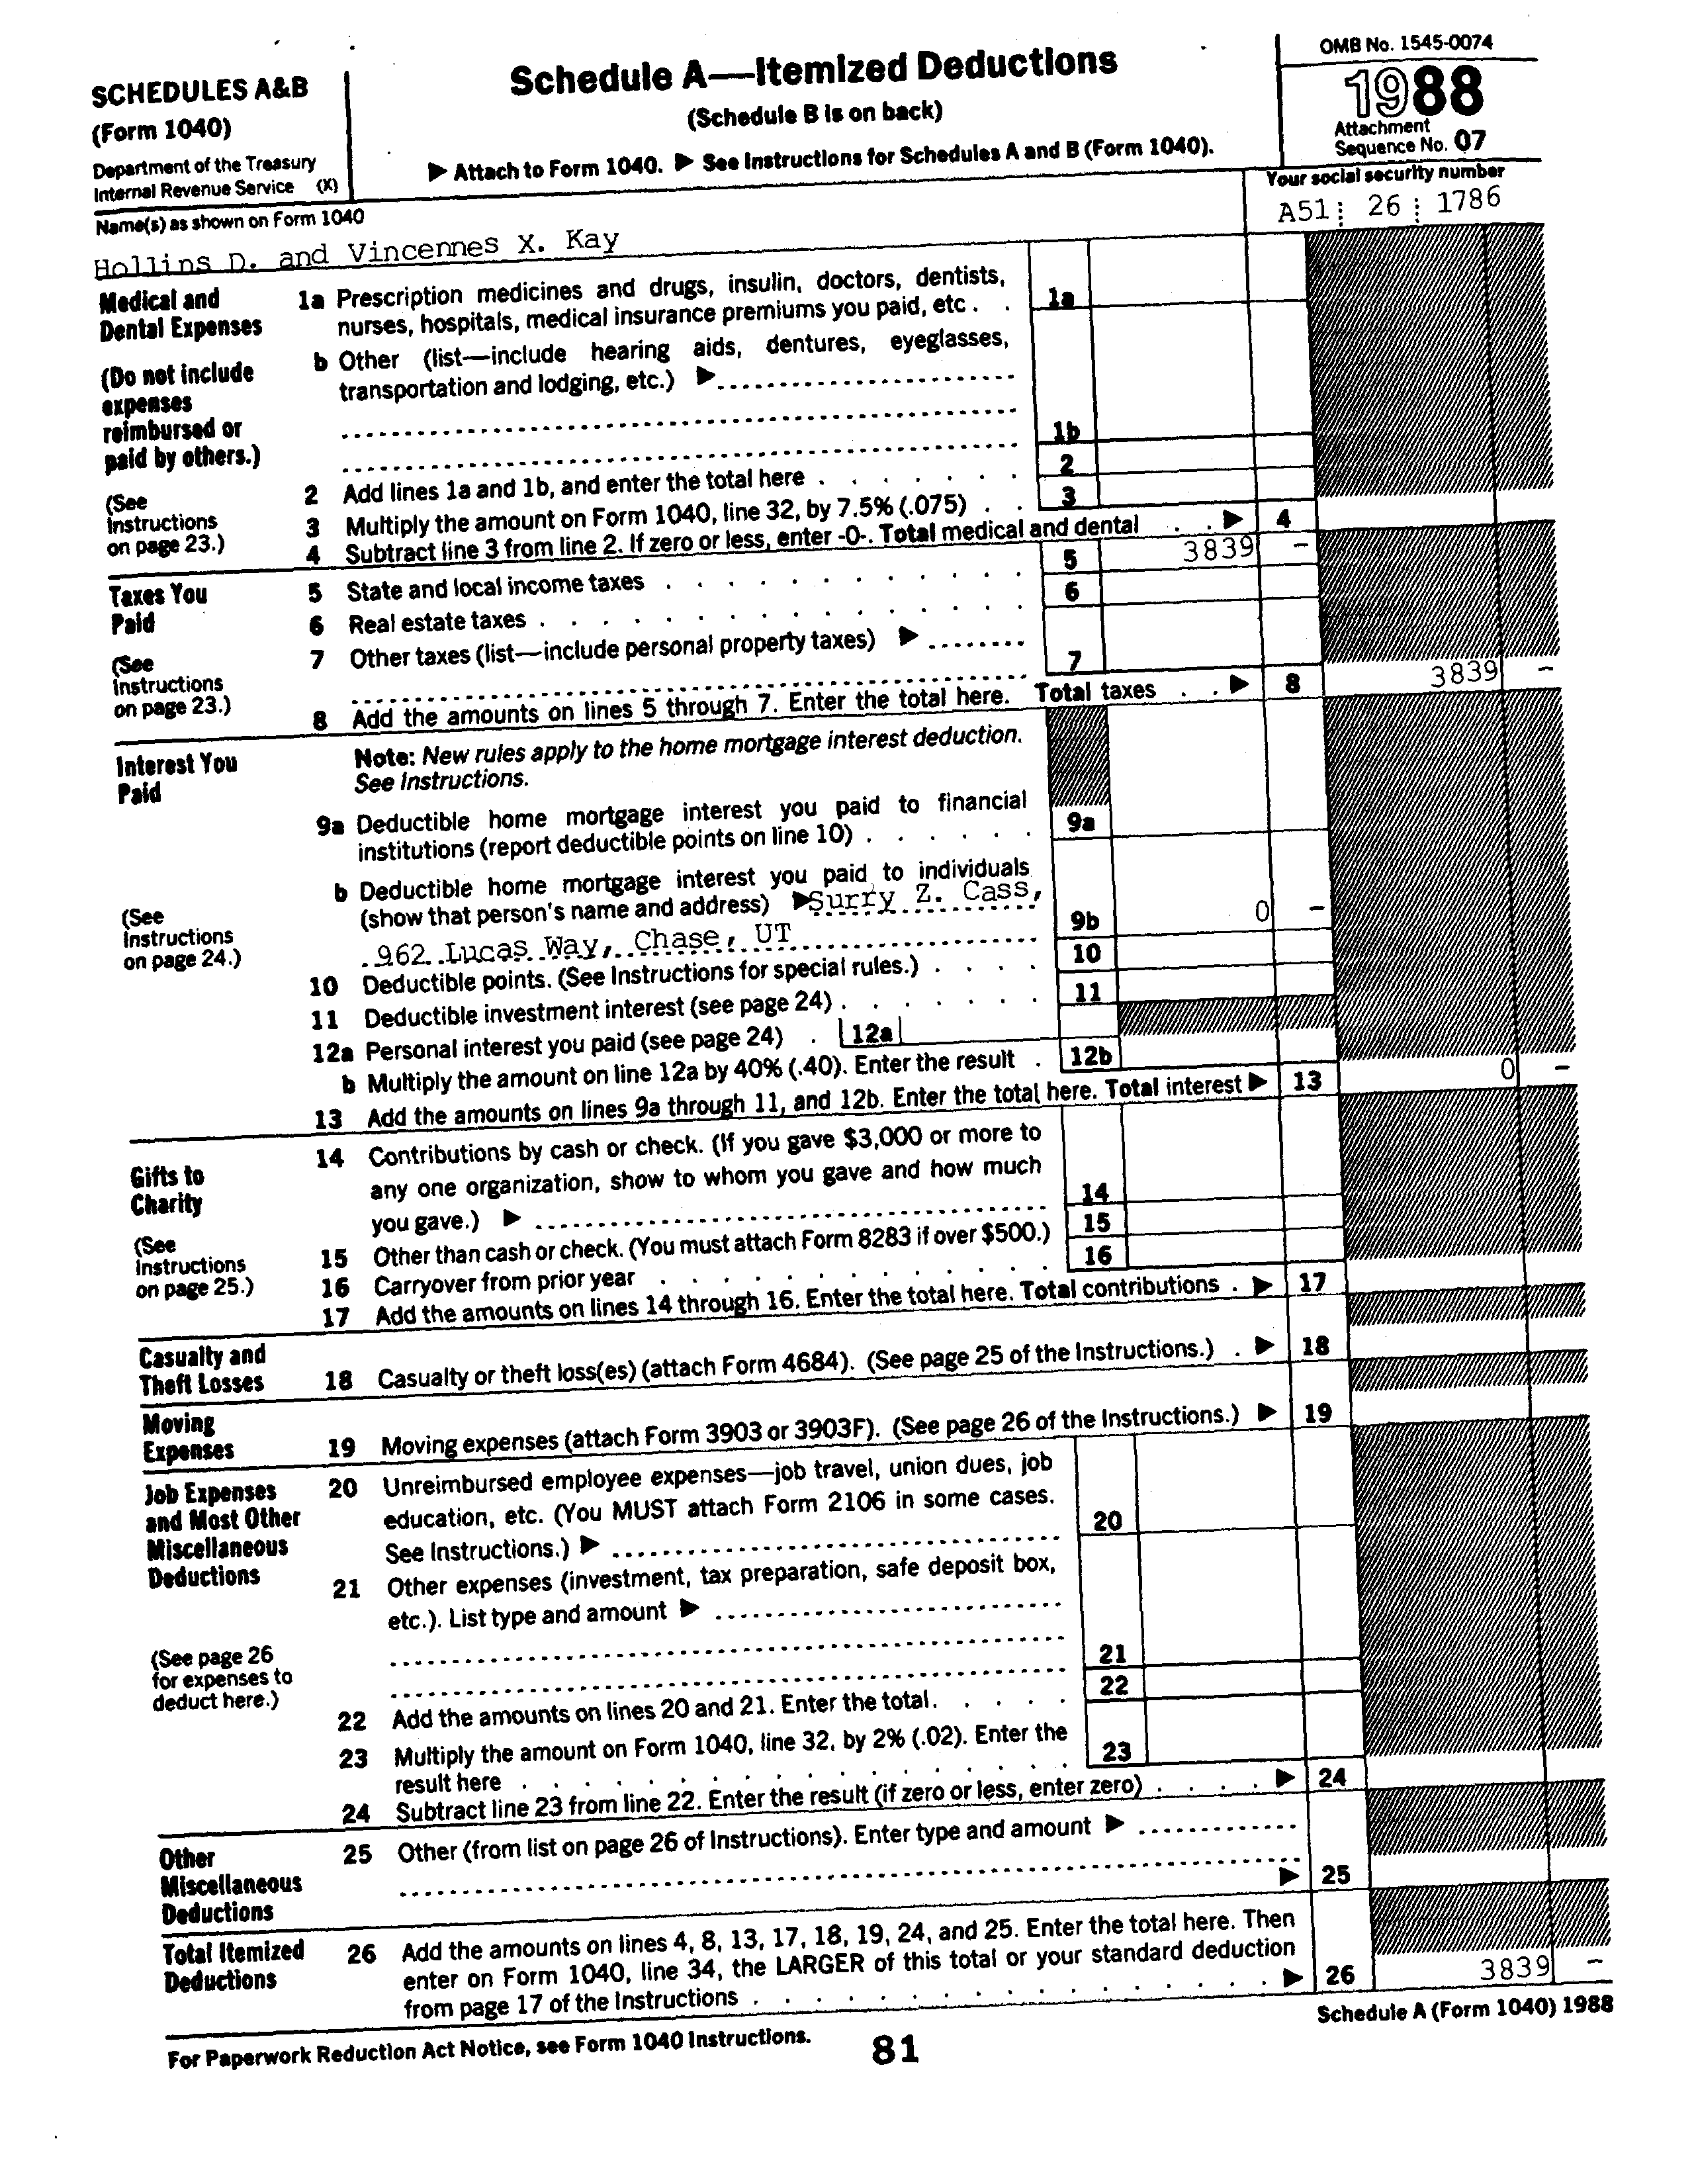 SCHEDULES A&B
(Form 1040)
Department of the Treasury
Internal Revenue Service (X)
Schedule A—Itemized Deductions
(Schedule B is on back)
▶ Attach to Form 1040. ▶ See Instructions for Schedules A and B (Form 1040).
OMB No. 1545-0074
1988
Attachment
Sequence No. 07
Name(s) as shown on Form 1040
Hollins D. and Vincennes X. Kay
Your social security number
A51 26 1786
Medical and
Dental Expenses
(Do not include
expenses
reimbursed or
paid by others.)
(See
Instructions
on page 23.)
1a Prescription medicines and drugs, insulin, doctors, dentists,
nurses, hospitals, medical insurance premiums you paid, etc . . 1a
b Other (list—include hearing aids, dentures, eyeglasses,
transportation and lodging, etc.) ▶
1b
2 Add lines 1a and 1b, and enter the total here . . . . . . 2
3 Multiply the amount on Form 1040, line 32, by 7.5% (.075) . . 3
4 Subtract line 3 from line 2. If zero or less, enter -0-. Total medical and dental . . ▶ 4
Taxes You
Paid
(See
Instructions
on page 23.)
5 State and local income taxes . . . . . . . . . . . 5 3839 –
6 Real estate taxes . . . . . . . . . . . . . 6
7 Other taxes (list—include personal property taxes) ▶
7
8 Add the amounts on lines 5 through 7. Enter the total here. Total taxes . . ▶ 8 3839 –
Interest You
Paid
(See
Instructions
on page 24.)
Note: New rules apply to the home mortgage interest deduction.
See Instructions.
9a Deductible home mortgage interest you paid to financial
institutions (report deductible points on line 10) . . . . . . 9a
b Deductible home mortgage interest you paid to individuals
(show that person's name and address) ▶ Surry Z. Cass,
962 Lucas Way, Chase, UT 9b 0 –
10 Deductible points. (See Instructions for special rules.) . . . . 10
11 Deductible investment interest (see page 24) . . . . . . . 11
12a Personal interest you paid (see page 24) . 12a
b Multiply the amount on line 12a by 40% (.40). Enter the result . 12b
13 Add the amounts on lines 9a through 11, and 12b. Enter the total here. Total interest ▶ 13 0 –
Gifts to
Charity
(See
Instructions
on page 25.)
14 Contributions by cash or check. (If you gave $3,000 or more to
any one organization, show to whom you gave and how much
you gave.) ▶ 14
15 Other than cash or check. (You must attach Form 8283 if over $500.) 15
16 Carryover from prior year . . . . . . . . . . . 16
17 Add the amounts on lines 14 through 16. Enter the total here. Total contributions . ▶ 17
Casualty and
Theft Losses
18 Casualty or theft loss(es) (attach Form 4684). (See page 25 of the Instructions.) . ▶ 18
Moving
Expenses
19 Moving expenses (attach Form 3903 or 3903F). (See page 26 of the Instructions.) ▶ 19
Job Expenses
and Most Other
Miscellaneous
Deductions
(See page 26
for expenses to
deduct here.)
20 Unreimbursed employee expenses—job travel, union dues, job
education, etc. (You MUST attach Form 2106 in some cases.
See Instructions.) ▶ 20
21 Other expenses (investment, tax preparation, safe deposit box,
etc.). List type and amount ▶
21
22 Add the amounts on lines 20 and 21. Enter the total. . . . . 22
23 Multiply the amount on Form 1040, line 32, by 2% (.02). Enter the
result here . . . . . . . . . . . . . . 23
24 Subtract line 23 from line 22. Enter the result (if zero or less, enter zero) . . . . ▶ 24
Other
Miscellaneous
Deductions
25 Other (from list on page 26 of Instructions). Enter type and amount ▶
▶ 25
Total Itemized
Deductions
26 Add the amounts on lines 4, 8, 13, 17, 18, 19, 24, and 25. Enter the total here. Then
enter on Form 1040, line 34, the LARGER of this total or your standard deduction
from page 17 of the Instructions . . . . . . . . . . . . . . ▶ 26 3839 –
For Paperwork Reduction Act Notice, see Form 1040 Instructions.
81
Schedule A (Form 1040) 1988